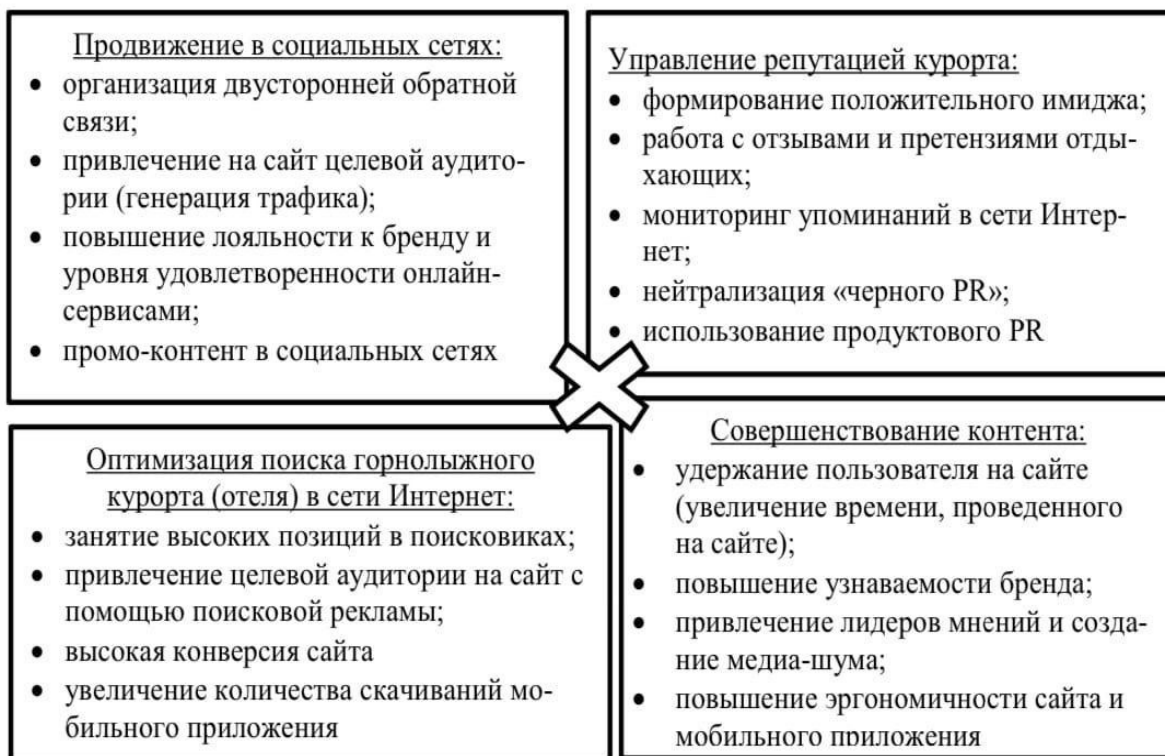 Продвижение в социальных сетях:
• организация двусторонней обратной
связи;
• привлечение на сайт целевой аудито-
рии (генерация трафика);
• повышение лояльности к бренду и
уровня удовлетворенности онлайн-
сервисами;
• промо-контент в социальных сетях
Управление репутацией курорта:
• формирование положительного имиджа;
• работа с отзывами и претензиями отды-
хающих;
• мониторинг упоминаний в сети Интер-
нет;
• нейтрализация «черного PR»;
• использование продуктового PR
Оптимизация поиска горнолыжного
курорта (отеля) в сети Интернет:
• занятие высоких позиций в поисковиках;
• привлечение целевой аудитории на сайт с
помощью поисковой рекламы;
• высокая конверсия сайта
• увеличение количества скачиваний мо-
бильного приложения
Совершенствование контента:
• удержание пользователя на сайте
(увеличение времени, проведенного
на сайте);
• повышение узнаваемости бренда;
• привлечение лидеров мнений и созда-
ние медиа-шума;
• повышение эргономичности сайта и
мобильного приложения